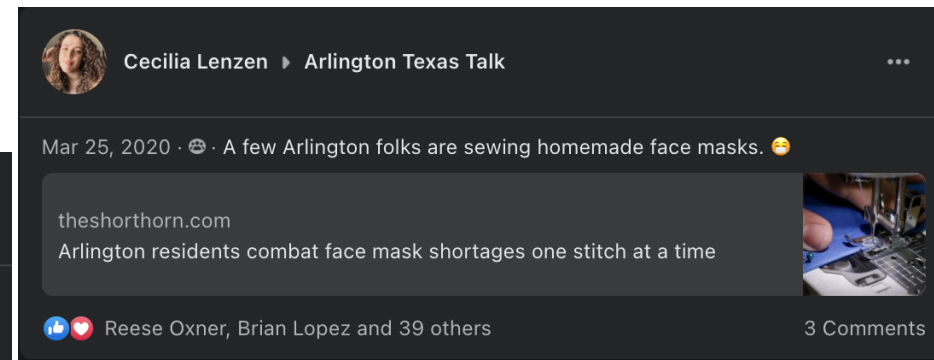 Cecilia Lenzen ▸ Arlington Texas Talk
Mar 25, 2020 · · A few Arlington folks are sewing homemade face masks. 😷
theshorthorn.com
Arlington residents combat face mask shortages one stitch at a time
Reese Oxner, Brian Lopez and 39 others 3 Comments